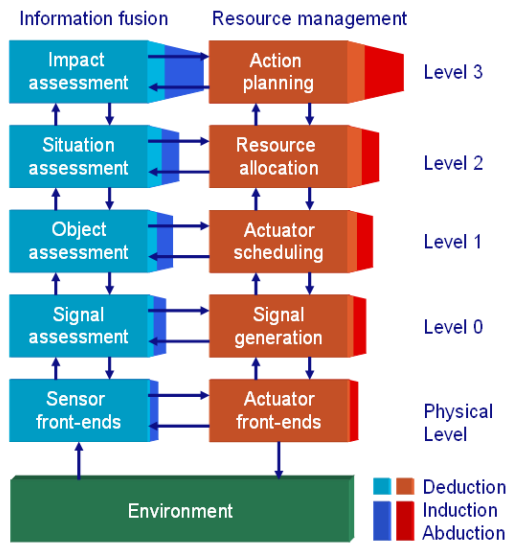 Information fusion
Resource management
Impact
assessment
Action
planning
Level 3
Situation
assessment
Resource
allocation
Level 2
Object
assessment
Actuator
scheduling
Level 1
Signal
assessment
Signal
generation
Level 0
Sensor
front-ends
Actuator
front-ends
Physical
Level
Environment
Deduction
Induction
Abduction